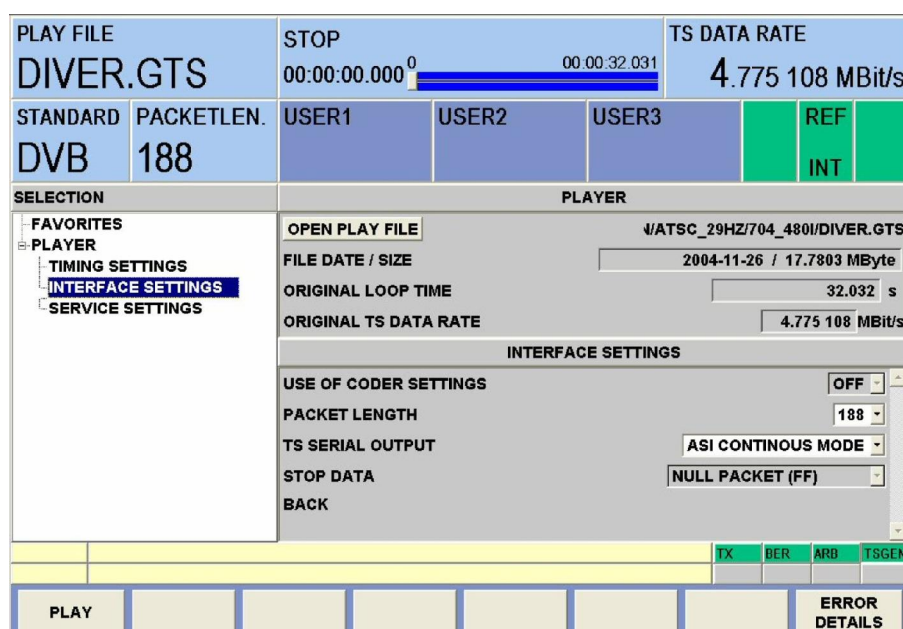 PLAY FILE
DIVER.GTS
STOP
00:00:00.000 0 00:00:32.031
TS DATA RATE
4.775 108 MBit/s
STANDARD
DVB
PACKETLEN.
188
USER1
USER2
USER3
REF
INT
SELECTION
FAVORITES
PLAYER
TIMING SETTINGS
INTERFACE SETTINGS
SERVICE SETTINGS
PLAYER
OPEN PLAY FILE
/ATSC_29HZ/704_480I/DIVER.GTS
FILE DATE / SIZE
2004-11-26 / 17.7803 MByte
ORIGINAL LOOP TIME
32.032 s
ORIGINAL TS DATA RATE
4.775 108 MBit/s
INTERFACE SETTINGS
USE OF CODER SETTINGS
OFF
PACKET LENGTH
188
TS SERIAL OUTPUT
ASI CONTINOUS MODE
STOP DATA
NULL PACKET (FF)
BACK
TX BER ARB TSGEN
PLAY
ERROR
DETAILS